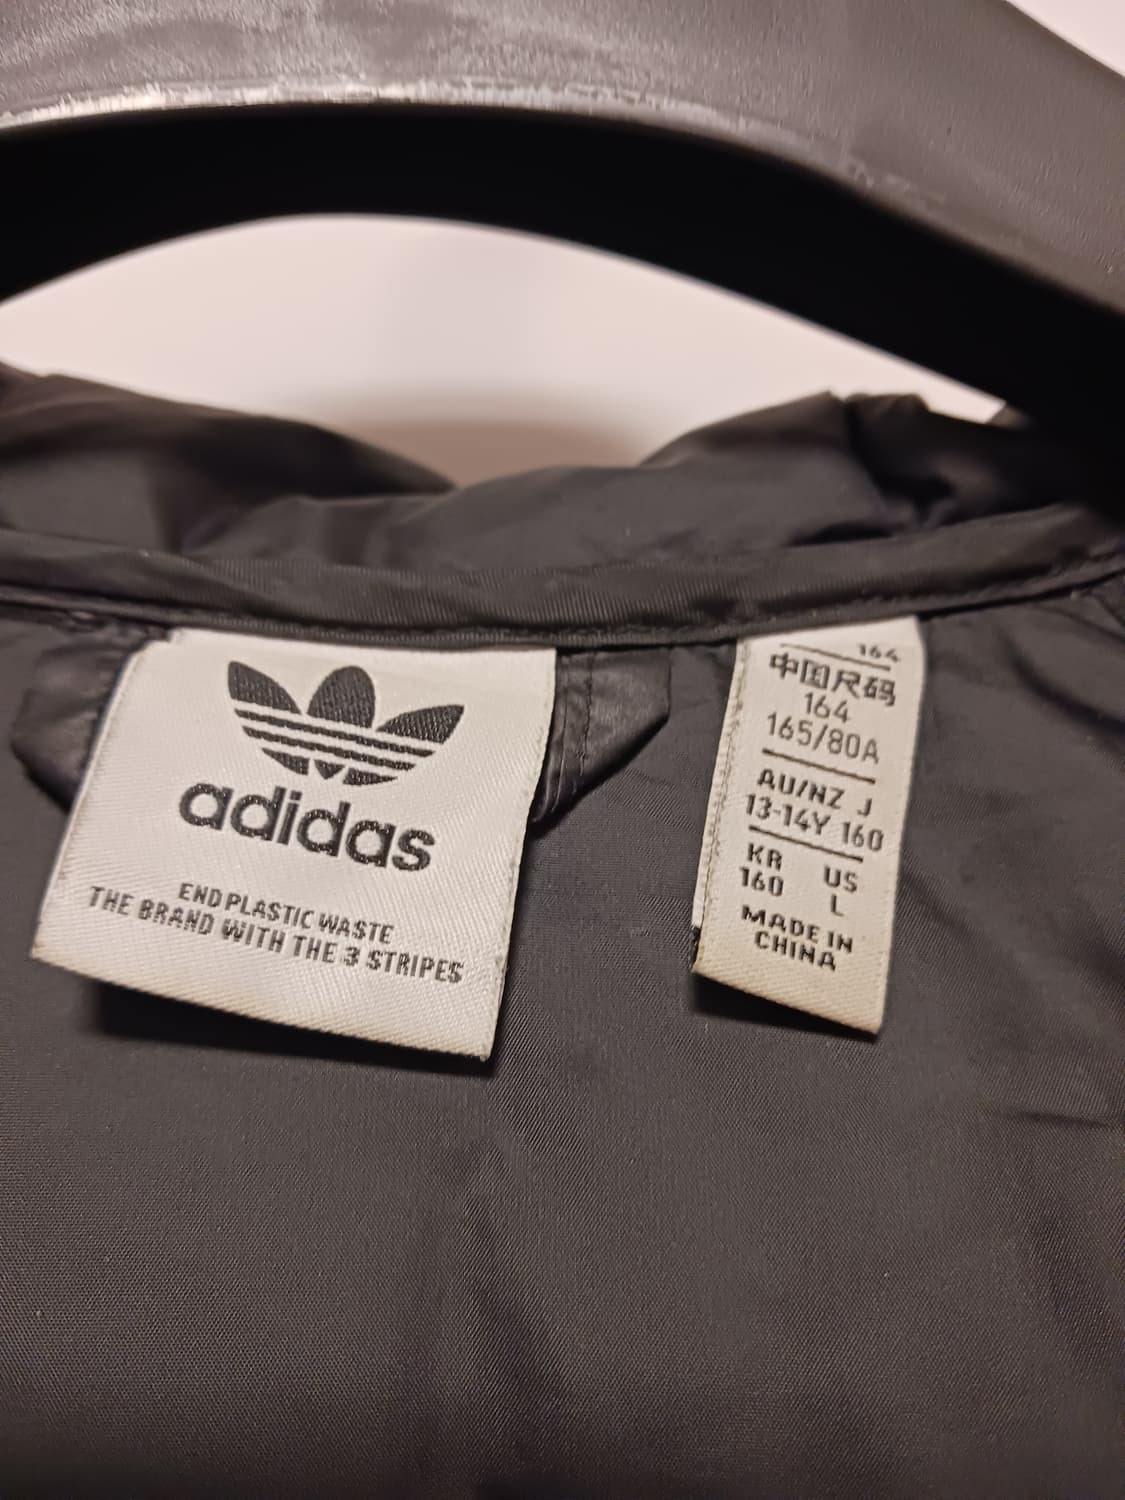 adidas
END PLASTIC WASTE
THE BRAND WITH THE 3 STRIPES
164
中国尺码
164
165/80A
AU/NZ J
13-14Y 160
KR US
160 L
MADE IN
CHINA